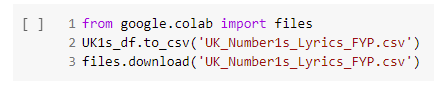 [ ] 1 from google.colab import files
2 UK1s_df.to_csv('UK_Number1s_Lyrics_FYP.csv')
3 files.download('UK_Number1s_Lyrics_FYP.csv')